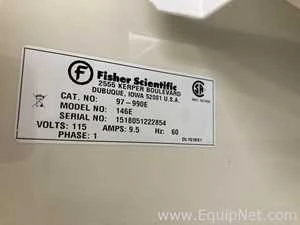 Fisher Scientific
2555 KERPER BOULEVARD
DUBUQUE, IOWA 52001 U.S.A.
CAT. NO: 97-990E
MODEL NO: 146E
SERIAL NO: 1518051222854
VOLTS: 115 AMPS: 9.5 Hz: 60
PHASE: 1
www.EquipNet.com